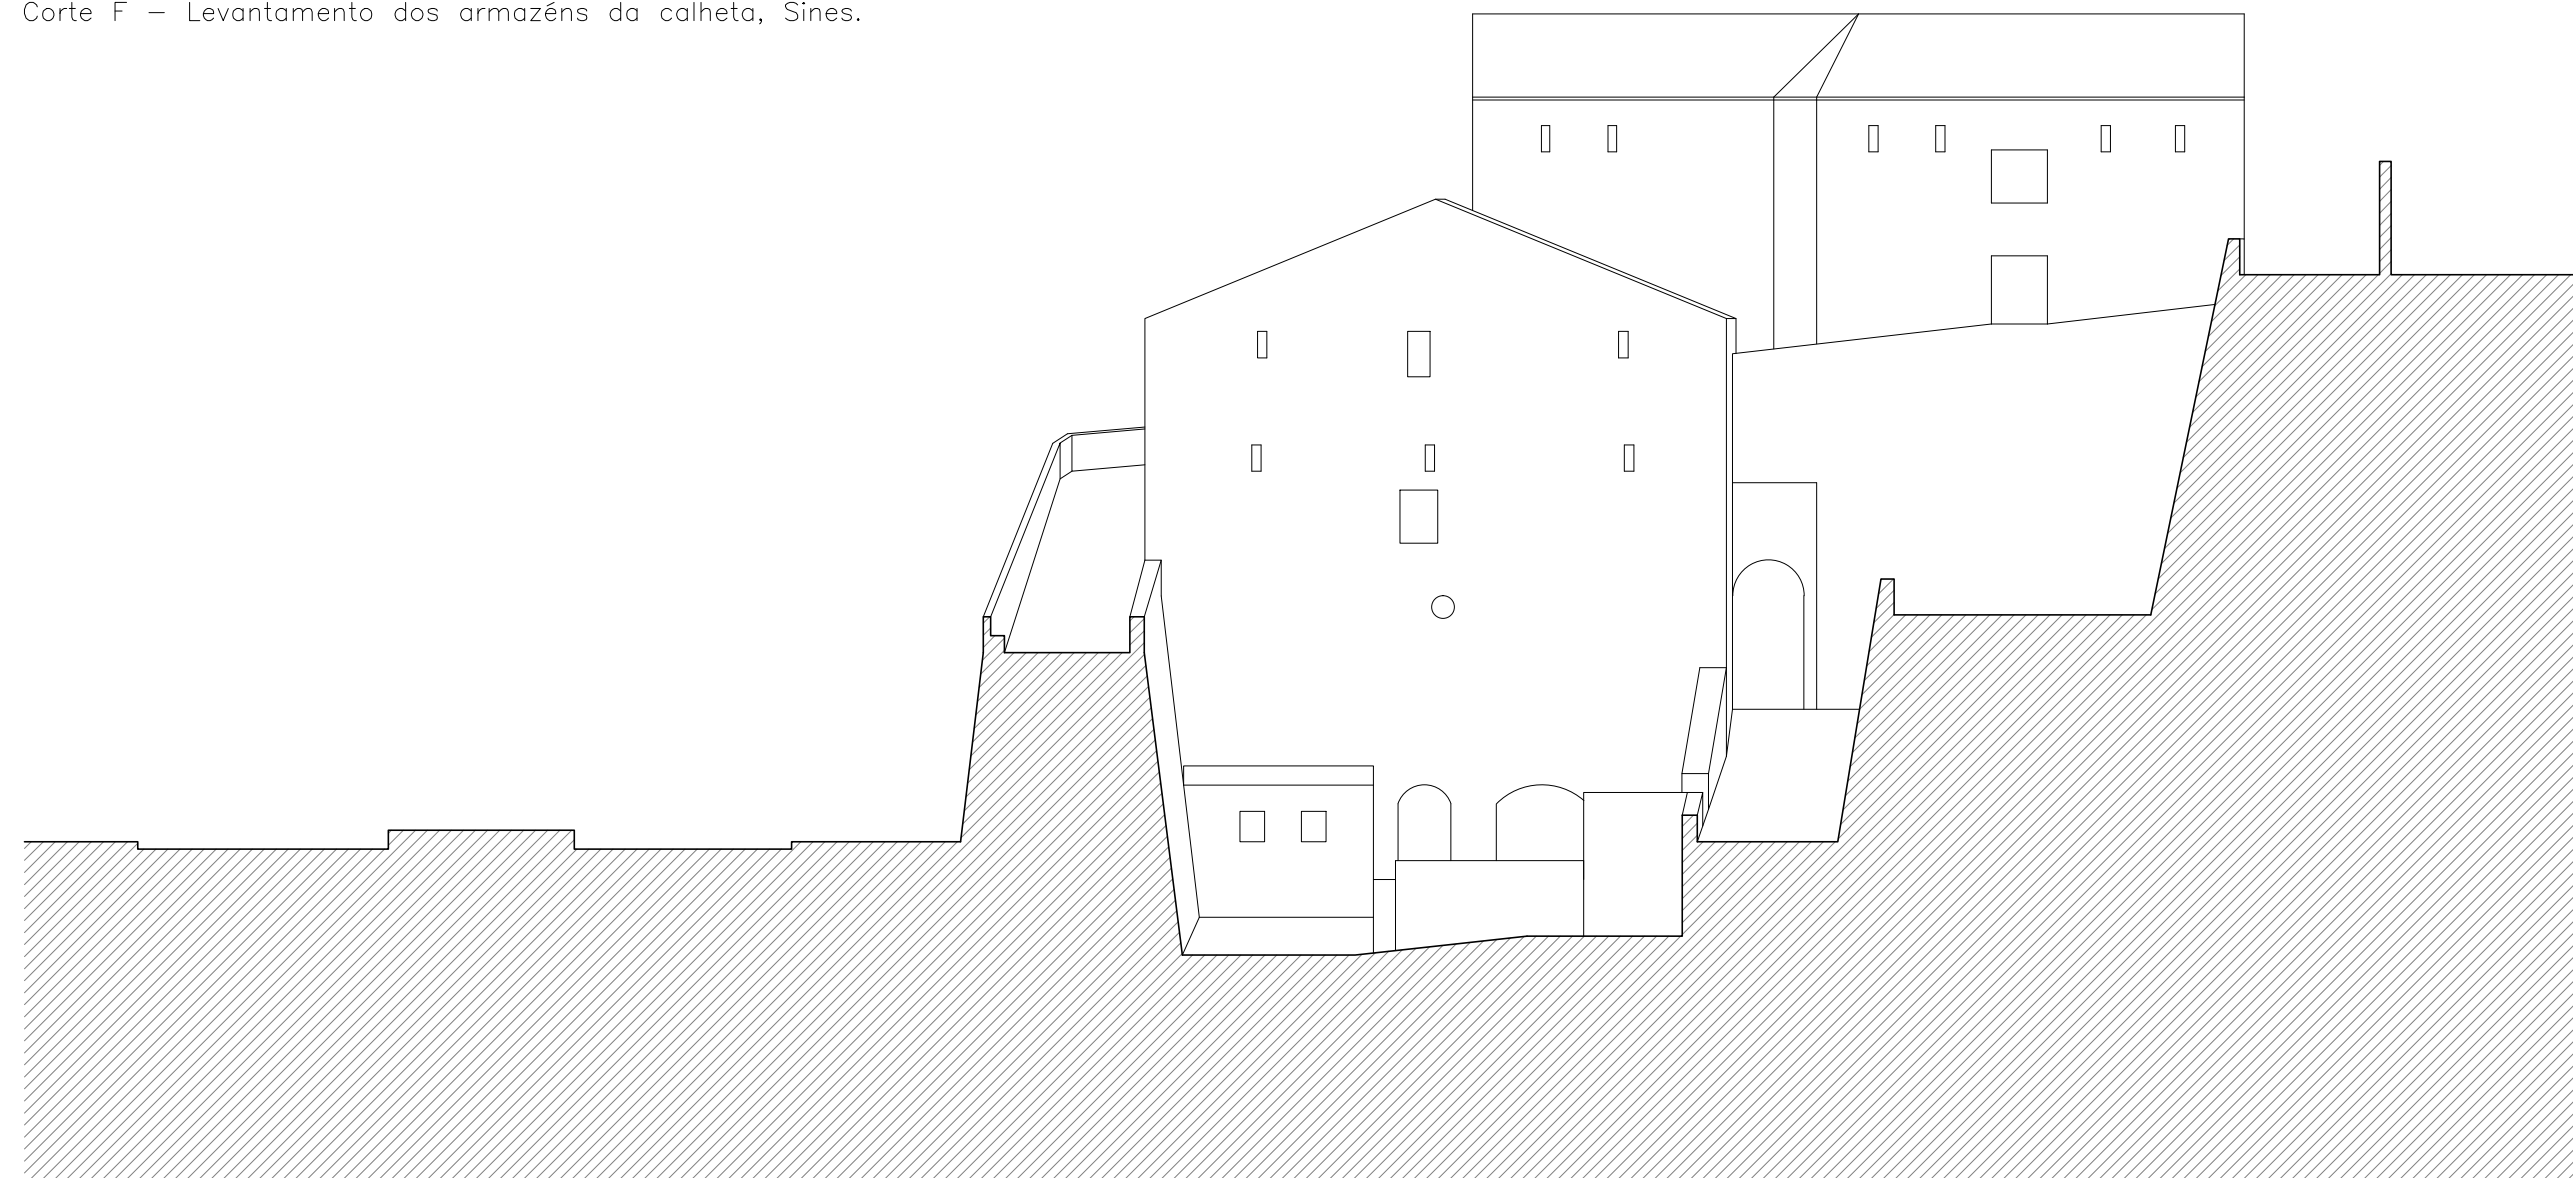 Corte F – Levantamento dos armazéns da calheta, Sines.